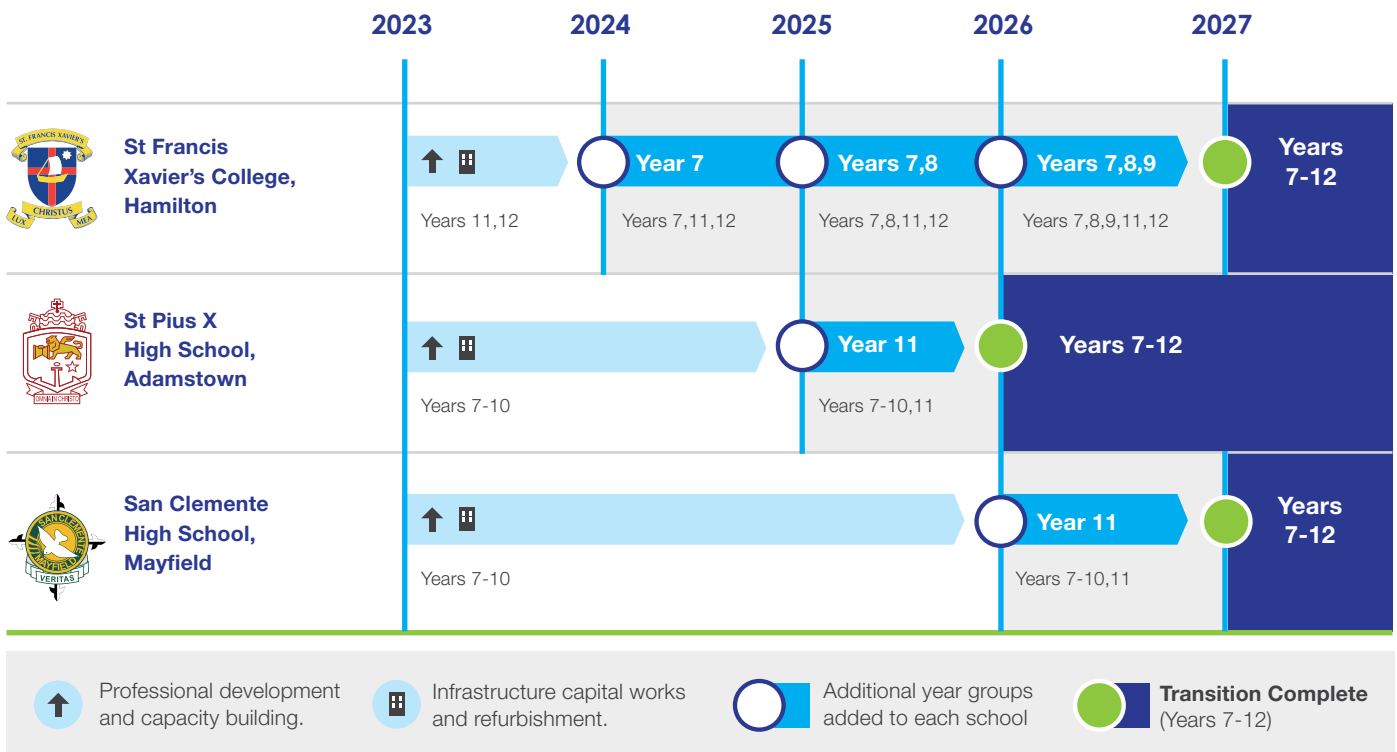 2023
2024
2025
2026
2027
ST. FRANCIS XAVIER'S
CHRISTUS
LUX
MEA
St Francis
Xavier's College,
Hamilton
Year 7
Years 7,8
Years 7,8,9
Years
7-12
Years 11,12
Years 7,11,12
Years 7,8,11,12
Years 7,8,9,11,12
OMNIA IN CHRISTO
St Pius X
High School,
Adamstown
Year 11
Years 7-12
Years 7-10
Years 7-10,11
SAN CLEMENTE
MAYFIELD
VERITAS
San Clemente
High School,
Mayfield
Year 11
Years
7-12
Years 7-10
Years 7-10,11
Professional development
and capacity building.
Infrastructure capital works
and refurbishment.
Additional year groups
added to each school
Transition Complete
(Years 7-12)